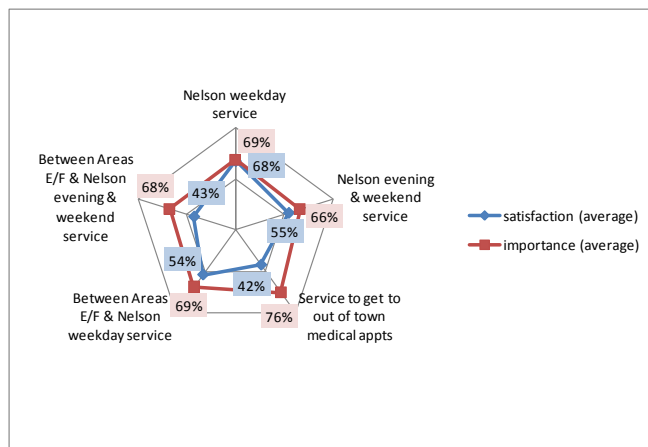 Nelson weekday
service
69%
68%
Nelson evening
& weekend
service
66%
55%
Service to get to
out of town
medical appts
76%
42%
Between Areas
E/F & Nelson
weekday service
69%
54%
Between Areas
E/F & Nelson
evening &
weekend
service
68%
43%
satisfaction (average)
importance (average)